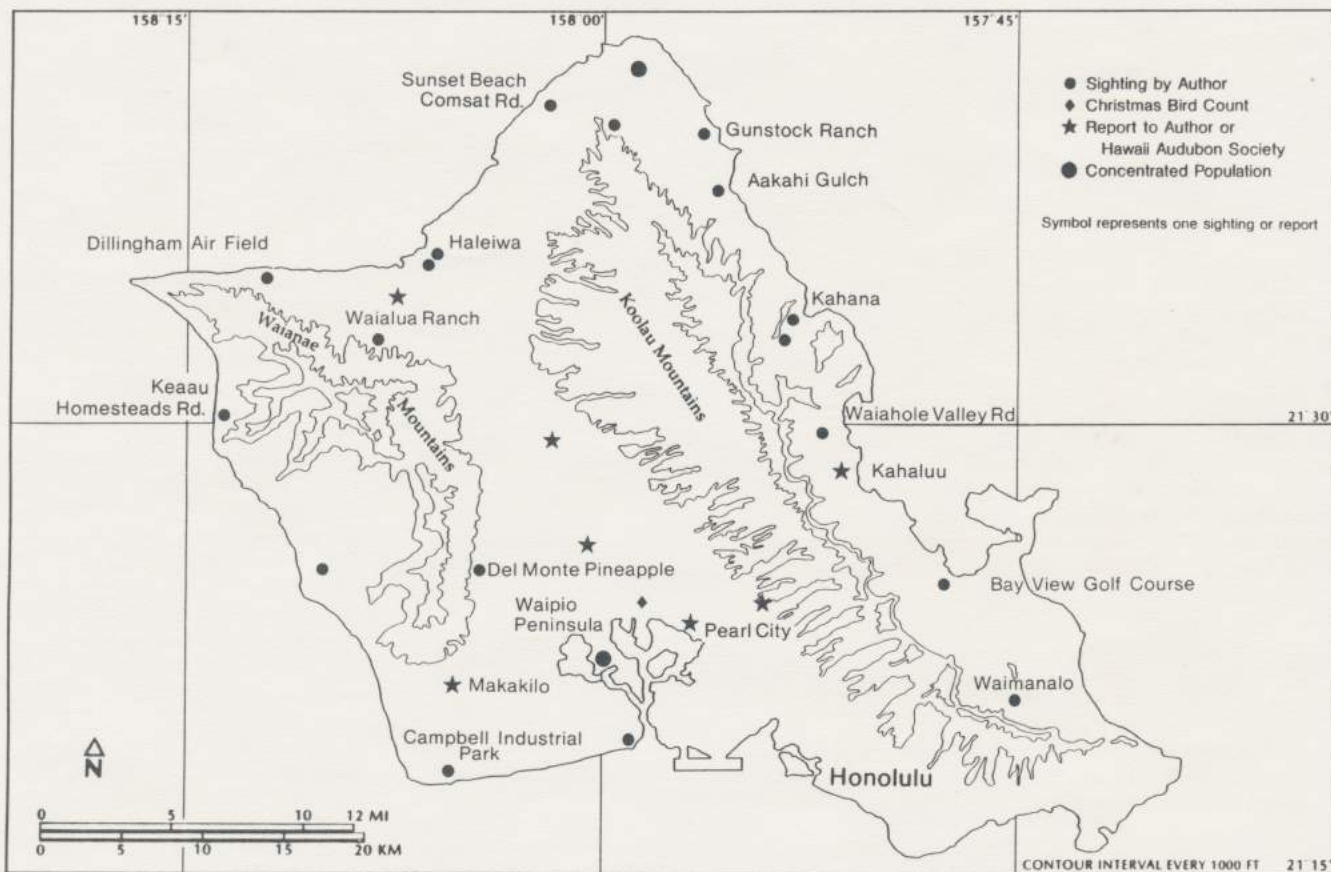 158°15'
158°00'
157°45'
Sunset Beach
Comsat Rd.
Gunstock Ranch
Aakahi Gulch
Sighting by Author
Christmas Bird Count
Report to Author or
Hawaii Audubon Society
Concentrated Population
Symbol represents one sighting or report
Dillingham Air Field
Haleiwa
Waialua Ranch
Kahana
Waianae
Mountains
Koolau Mountains
Keaau
Homesteads Rd.
Waiahole Valley Rd
21°30'
Kahaluu
Del Monte Pineapple
Bay View Golf Course
Waipio
Peninsula
Pearl City
Makakilo
Waimanalo
Campbell Industrial
Park
Honolulu
N
0 5 10 12 MI
0 5 10 15 20 KM
CONTOUR INTERVAL EVERY 1000 FT 21°15'